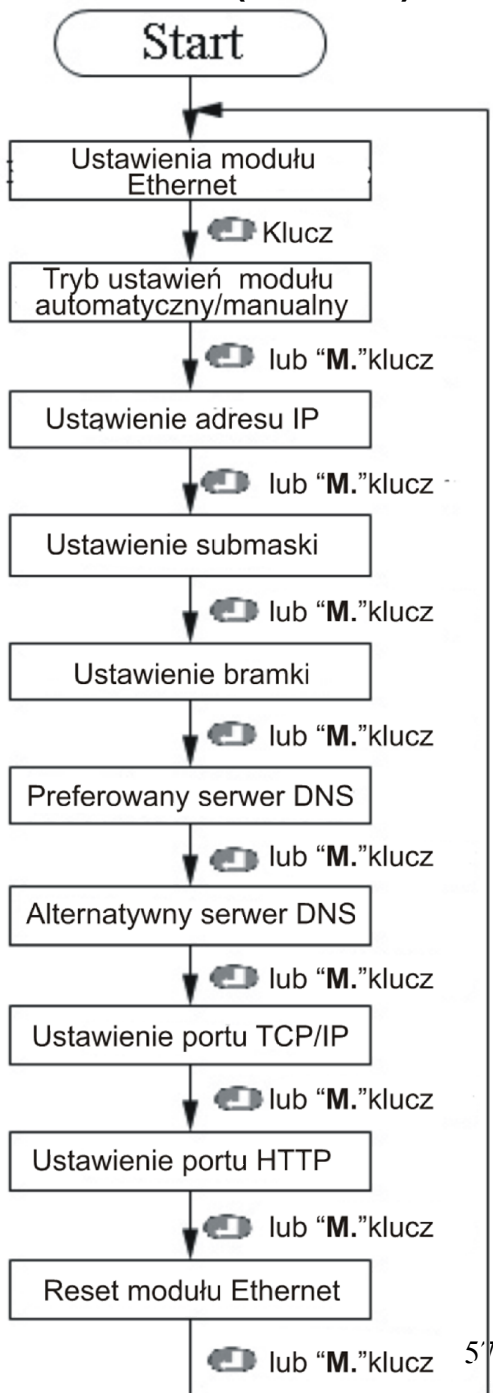 Start
Ustawienia modułu
Ethernet
Klucz
Tryb ustawień modułu
automatyczny/manualny
lub “M.”klucz
Ustawienie adresu IP
lub “M.”klucz
Ustawienie submaski
lub “M.”klucz
Ustawienie bramki
lub “M.”klucz
Preferowany serwer DNS
lub “M.”klucz
Alternatywny serwer DNS
lub “M.”klucz
Ustawienie portu TCP/IP
lub “M.”klucz
Ustawienie portu HTTP
lub “M.”klucz
Reset modułu Ethernet
lub “M.”klucz